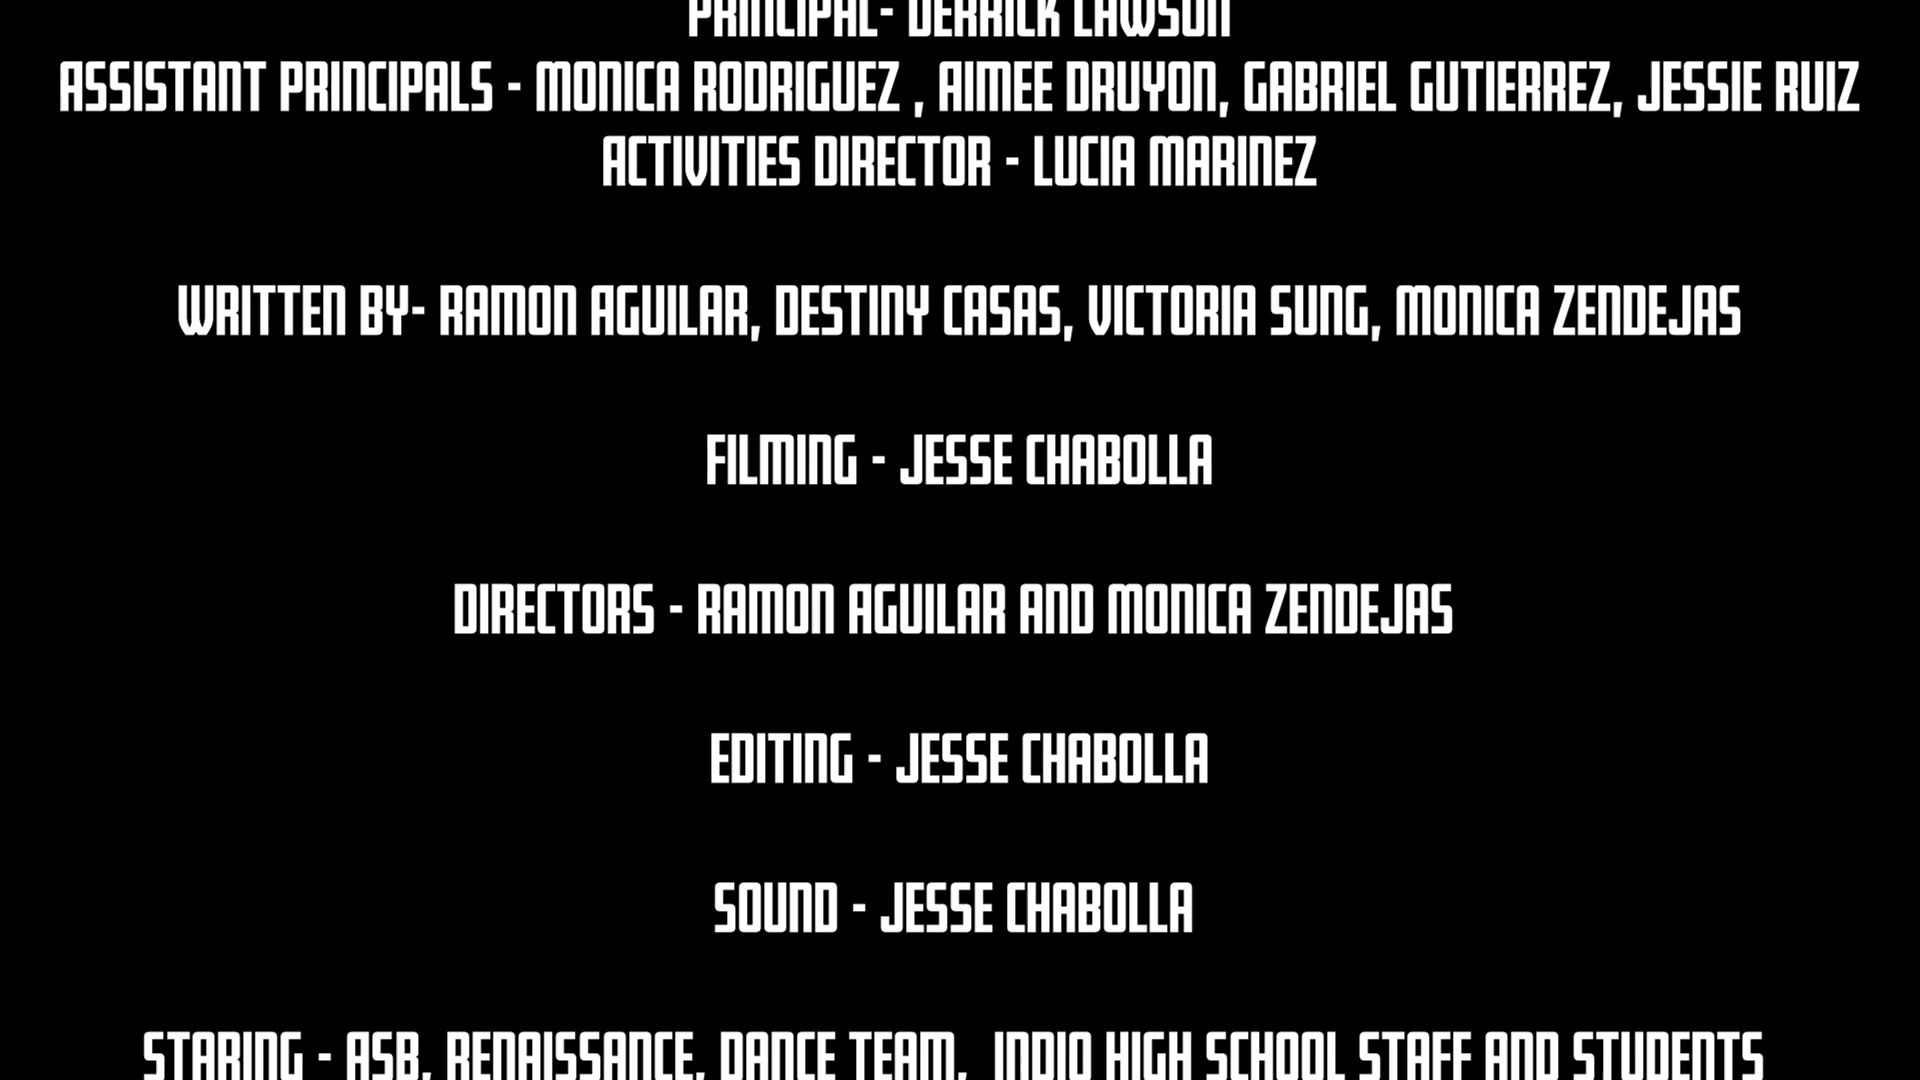 PRINCIPAL- DERRICK LAWSON
ASSISTANT PRINCIPALS - MONICA RODRIGUEZ , AIMEE DRUYON, GABRIEL GUTIERREZ, JESSIE RUIZ
ACTIVITIES DIRECTOR - LUCIA MARINEZ
WRITTEN BY- RAMON AGUILAR, DESTINY CASAS, VICTORIA SUNG, MONICA ZENDEJAS
FILMING - JESSE CHABOLLA
DIRECTORS - RAMON AGUILAR AND MONICA ZENDEJAS
EDITING - JESSE CHABOLLA
SOUND - JESSE CHABOLLA
STARING - ASB, RENAISSANCE, DANCE TEAM, INDIO HIGH SCHOOL STAFF AND STUDENTS